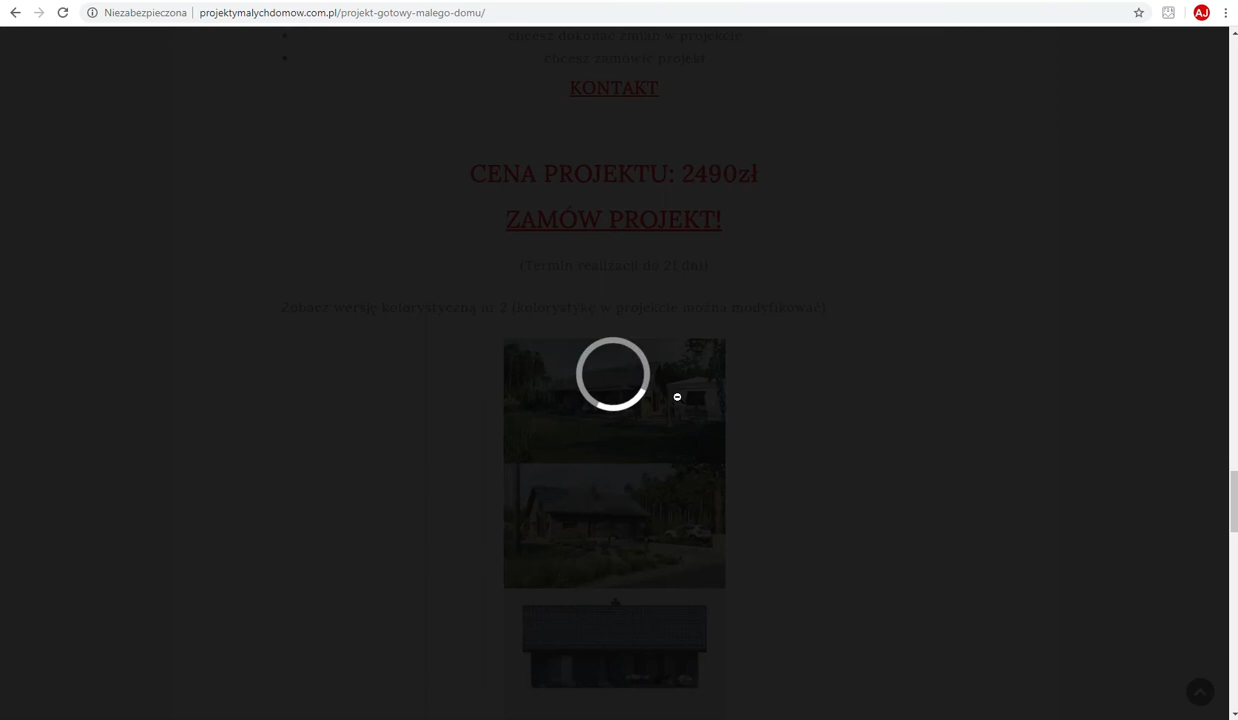 Niezabezpieczona
projektymalychdomow.com.pl/projekt-gotowy-malego-domu/
AJ
chcesz dokonać zmian w projekcie
chcesz zamówić projekt
KONTAKT
CENA PROJEKTU: 2490zł
ZAMÓW PROJEKT!
(Termin realizacji do 21 dni)
Zobacz wersję kolorystyczną nr 2 (kolorystykę w projekcie można modyfikować)